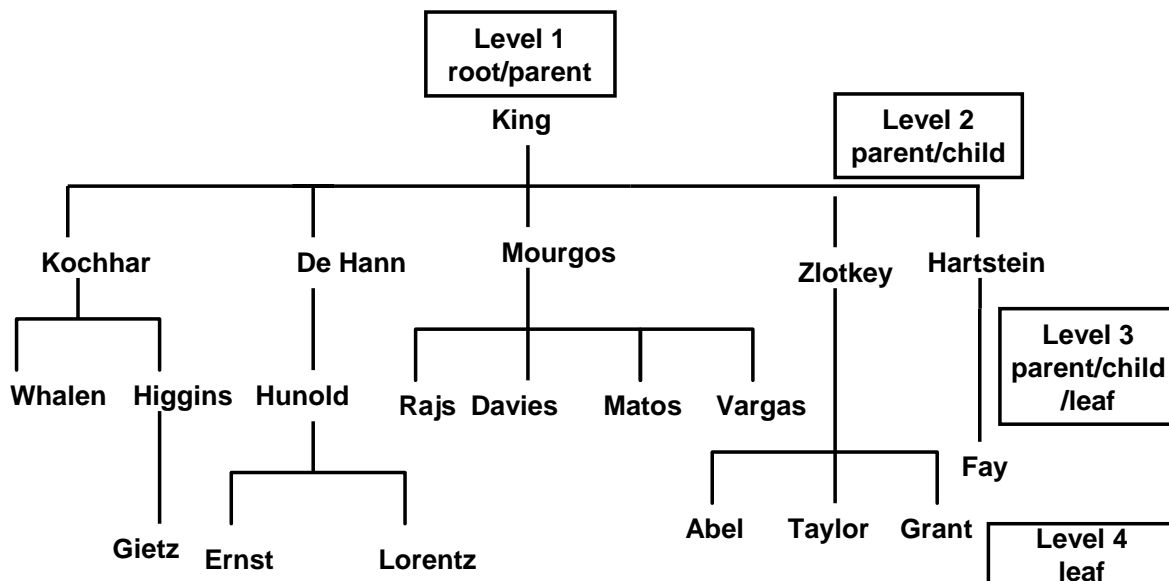 Level 1
root/parent
King
Level 2
parent/child
Kochhar De Hann Mourgos Zlotkey Hartstein
Level 3
parent/child
/leaf
Whalen Higgins Hunold Rajs Davies Matos Vargas
Fay
Abel Taylor Grant
Gietz Ernst Lorentz
Level 4
leaf